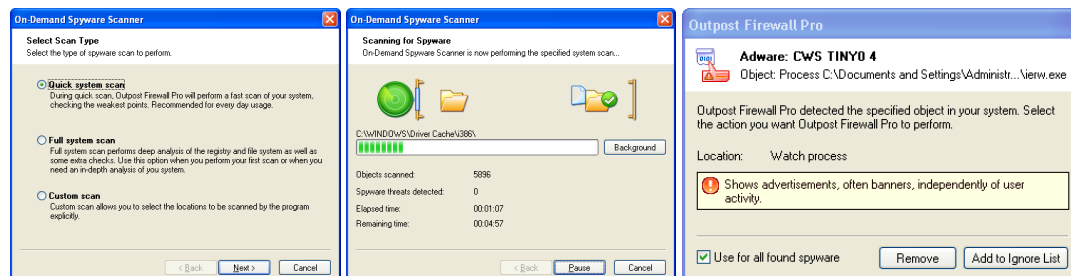 On-Demand Spyware Scanner
Select Scan Type
Select the type of spyware scan to perform.
Quick system scan
During quick scan, Outpost Firewall Pro will perform a fast scan of your system,
checking the weakest points. Recommended for every day usage.
Full system scan
Full system scan performs deep analysis of the registry and file system as well as
some extra checks. Use this option when you perform your first scan or when you
need an in-depth analysis of you system.
Custom scan
Custom scan allows you to select the locations to be scanned by the program
explicitly.
< Back
Next >
Cancel
On-Demand Spyware Scanner
Scanning for Spyware
On-Demand Spyware Scanner is now performing the specified system scan...
C:\WINDOWS\Driver Cache\i386\
Background
Objects scanned: 5896
Spyware threats detected: 0
Elapsed time: 00:01:07
Remaining time: 00:04:57
< Back
Pause
Cancel
Outpost Firewall Pro
Adware: CWS TINY0 4
Object: Process C:\Documents and Settings\Administr...\ierw.exe
Outpost Firewall Pro detected the specified object in your system. Select
the action you want Outpost Firewall Pro to perform.
Location: Watch process
Shows advertisements, often banners, independently of user
activity.
Use for all found spyware
Remove
Add to Ignore List